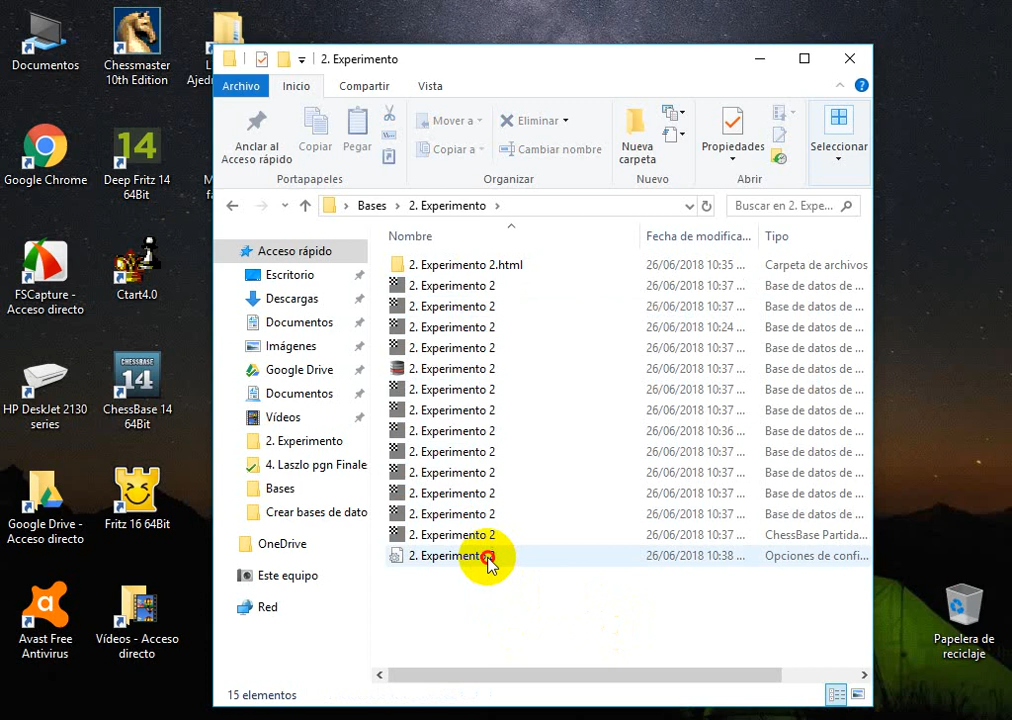 Documentos
Chessmaster
10th Edition
L
Ajed
Google Chrome
Deep Fritz 14
64Bit
M
fa
FSCapture -
Acceso directo
Ctart4.0
HP DeskJet 2130
series
CHESSBASE
14
ChessBase 14
64Bit
Google Drive -
Acceso directo
Fritz 16 64Bit
Avast Free
Antivirus
Vídeos - Acceso
directo
Papelera de
reciclaje
2. Experimento
Archivo
Inicio
Compartir
Vista
Anclar al
Acceso rápido
Copiar
Pegar
Portapapeles
Mover a
Copiar a
Eliminar
Cambiar nombre
Organizar
Nueva
carpeta
Nuevo
Propiedades
Abrir
Seleccionar
Bases > 2. Experimento >
Buscar en 2. Expe...
Acceso rápido
Escritorio
Descargas
Documentos
Imágenes
Google Drive
Documentos
Vídeos
2. Experimento
4. Laszlo pgn Finale
Bases
Crear bases de dato
OneDrive
Este equipo
Red
Nombre Fecha de modifica... Tipo
2. Experimento 2.html 26/06/2018 10:35 ... Carpeta de archivos
2. Experimento 2 26/06/2018 10:37 ... Base de datos de ...
2. Experimento 2 26/06/2018 10:37 ... Base de datos de ...
2. Experimento 2 26/06/2018 10:24 ... Base de datos de ...
2. Experimento 2 26/06/2018 10:37 ... Base de datos de ...
2. Experimento 2 26/06/2018 10:37 ... Base de datos de ...
2. Experimento 2 26/06/2018 10:37 ... Base de datos de ...
2. Experimento 2 26/06/2018 10:37 ... Base de datos de ...
2. Experimento 2 26/06/2018 10:36 ... Base de datos de ...
2. Experimento 2 26/06/2018 10:37 ... Base de datos de ...
2. Experimento 2 26/06/2018 10:37 ... Base de datos de ...
2. Experimento 2 26/06/2018 10:37 ... Base de datos de ...
2. Experimento 2 26/06/2018 10:37 ... Base de datos de ...
2. Experimento 2 26/06/2018 10:37 ... ChessBase Partida...
2. Experimento 26/06/2018 10:38 ... Opciones de confi...
15 elementos